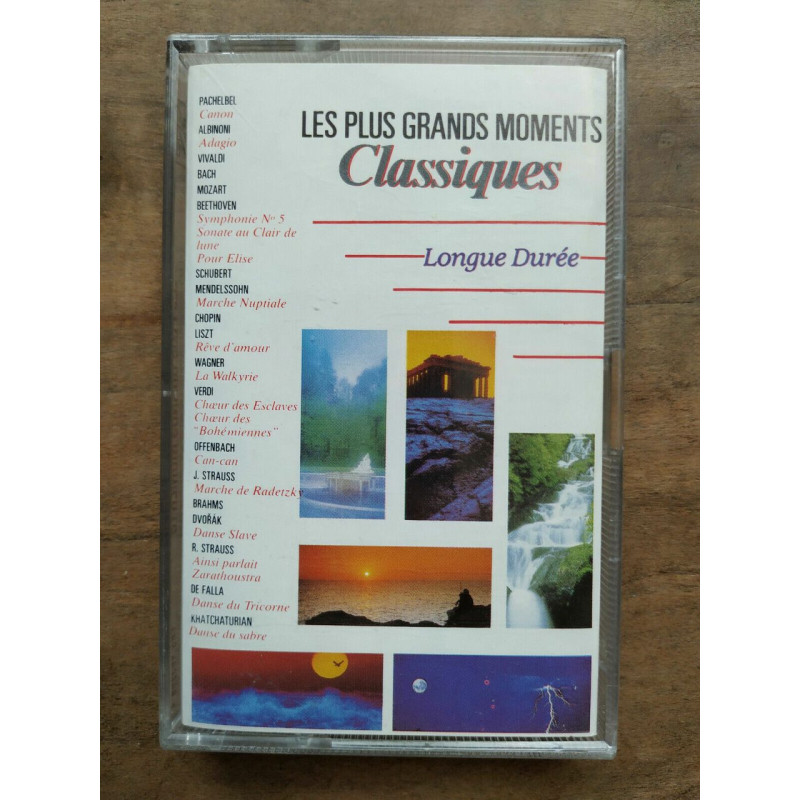 PACHELBEL
Canon
ALBINONI
Adagio
VIVALDI
BACH
MOZART
BEETHOVEN
Symphonie Nº 5
Sonate au Clair de
lune
Pour Elise
SCHUBERT
MENDELSSOHN
Marche Nuptiale
CHOPIN
LISZT
Rêve d'amour
WAGNER
La Walkyrie
VERDI
Chœur des Esclaves
Chœur des
"Bohémiennes"
OFFENBACH
Can-can
J. STRAUSS
Marche de Radetzky
BRAHMS
DVOŘÁK
Danse Slave
R. STRAUSS
Ainsi parlait
Zarathoustra
DE FALLA
Danse du Tricorne
KHATCHATURIAN
Danse du sabre
LES PLUS GRANDS MOMENTS
Classiques
Longue Durée